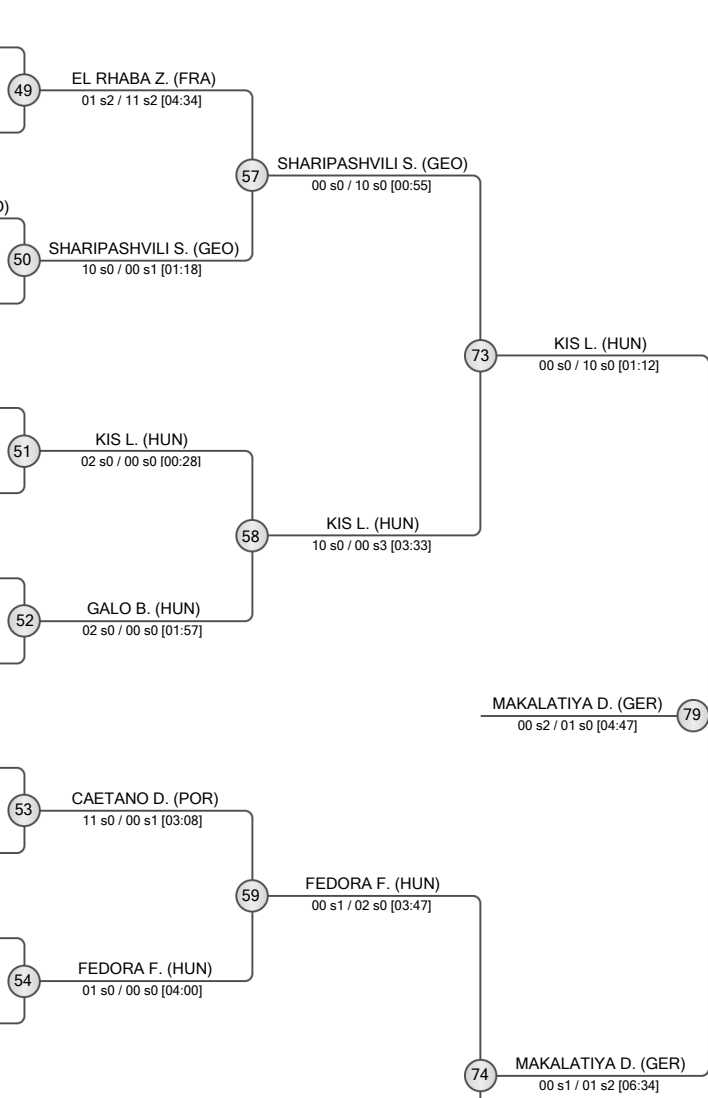 49
EL RHABA Z. (FRA)
01 s2 / 11 s2 [04:34]
57
SHARIPASHVILI S. (GEO)
00 s0 / 10 s0 [00:55]
50
SHARIPASHVILI S. (GEO)
10 s0 / 00 s1 [01:18]
73
KIS L. (HUN)
00 s0 / 10 s0 [01:12]
51
KIS L. (HUN)
02 s0 / 00 s0 [00:28]
58
KIS L. (HUN)
10 s0 / 00 s3 [03:33]
52
GALO B. (HUN)
02 s0 / 00 s0 [01:57]
MAKALATIYA D. (GER)
00 s2 / 01 s0 [04:47]
79
53
CAETANO D. (POR)
11 s0 / 00 s1 [03:08]
59
FEDORA F. (HUN)
00 s1 / 02 s0 [03:47]
54
FEDORA F. (HUN)
01 s0 / 00 s0 [04:00]
74
MAKALATIYA D. (GER)
00 s1 / 01 s2 [06:34]